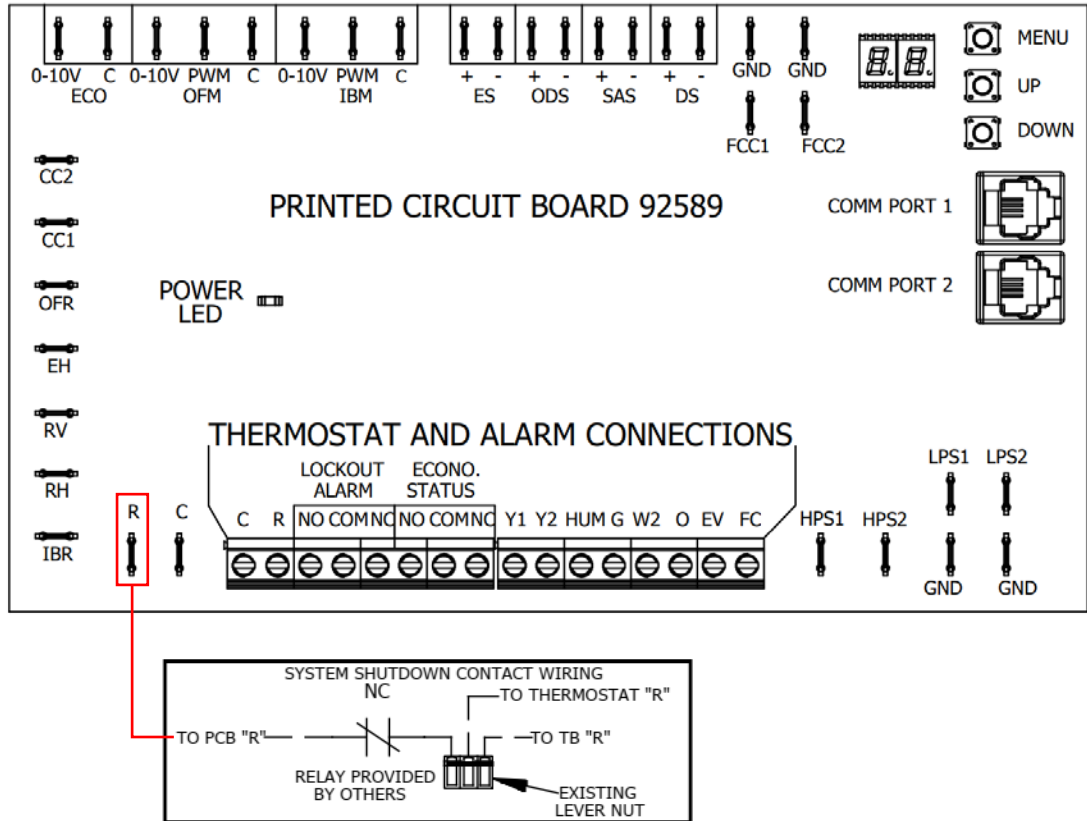 0-10V C 0-10V PWM C 0-10V PWM C + - + - + - + -
ECO OFM IBM ES ODS SAS DS
GND GND
FCC1 FCC2
8.8.
MENU
UP
DOWN
CC2
CC1
OFR
EH
RV
RH
IBR
PRINTED CIRCUIT BOARD 92589
COMM PORT 1
COMM PORT 2
POWER
LED
THERMOSTAT AND ALARM CONNECTIONS
LOCKOUT ECONO.
ALARM STATUS
R C
C R NO COM NC NO COM NC Y1 Y2 HUM G W2 O EV FC
HPS1 HPS2
LPS1 LPS2
GND GND
SYSTEM SHUTDOWN CONTACT WIRING
NC
TO THERMOSTAT "R"
TO PCB "R"
TO TB "R"
RELAY PROVIDED
BY OTHERS
EXISTING
LEVER NUT